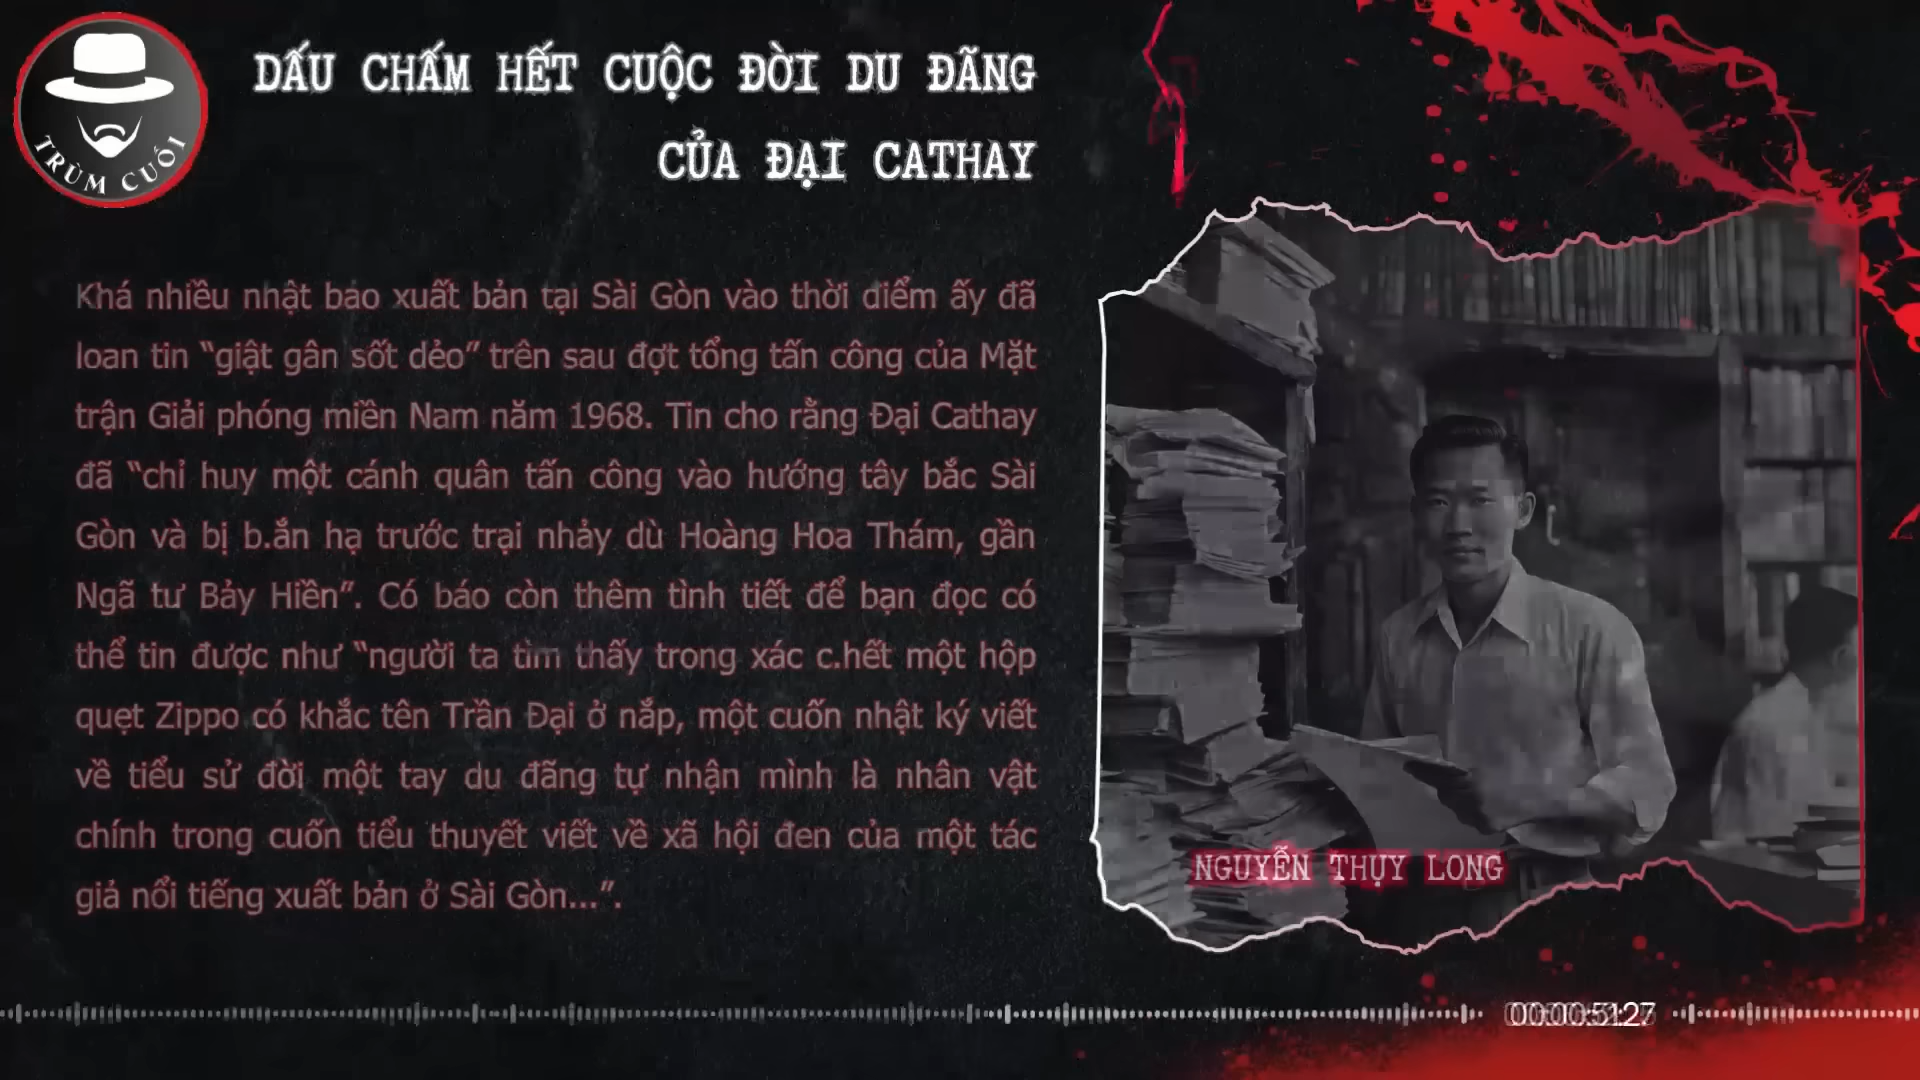 TRÙM CUỐI
DẤU CHẤM HẾT CUỘC ĐỜI DU ĐÃNG
CỦA ĐẠI CATHAY
Khá nhiều nhật báo xuất bản tại Sài Gòn vào thời điểm ấy đã
loan tin “giật gân sốt dẻo” trên sau đợt tổng tấn công của Mặt
trận Giải phóng miền Nam năm 1968. Tin cho rằng Đại Cathay
đã “chỉ huy một cánh quân tấn công vào hướng tây bắc Sài
Gòn và bị b.ắn hạ trước trại nhảy dù Hoàng Hoa Thám, gần
Ngã tư Bảy Hiền”. Có báo còn thêm tình tiết để bạn đọc có
thể tin được như “người ta tìm thấy trong xác c.hết một hộp
quẹt Zippo có khắc tên Trần Đại ở nắp, một cuốn nhật ký viết
về tiểu sử đời một tay du đãng tự nhận mình là nhân vật
chính trong cuốn tiểu thuyết viết về xã hội đen của một tác
giả nổi tiếng xuất bản ở Sài Gòn...”.
NGUYỄN THỤY LONG